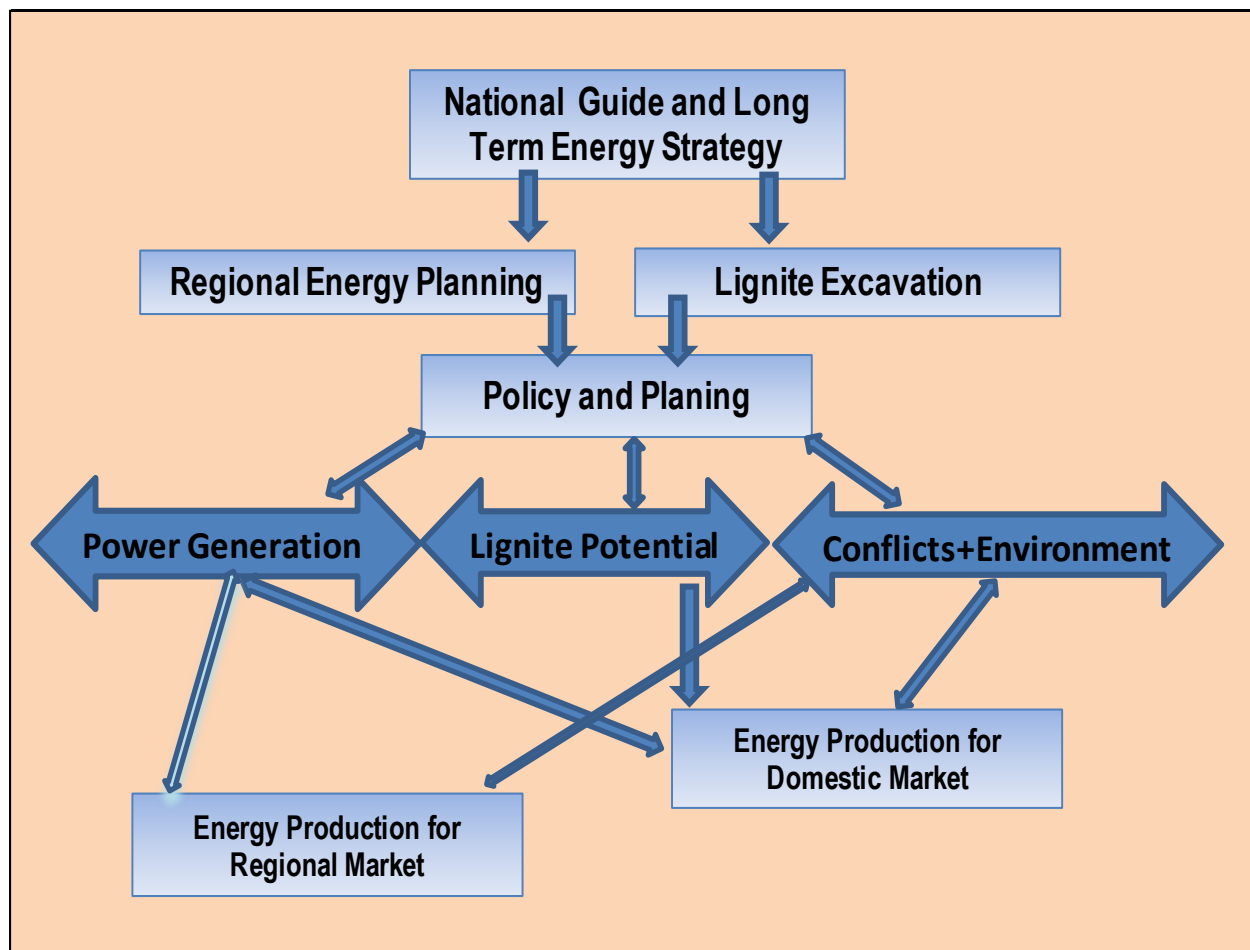 National Guide and Long
Term Energy Strategy
Regional Energy Planning
Lignite Excavation
Policy and Planing
Power Generation
Lignite Potential
Conflicts+Environment
Energy Production for
Domestic Market
Energy Production for
Regional Market